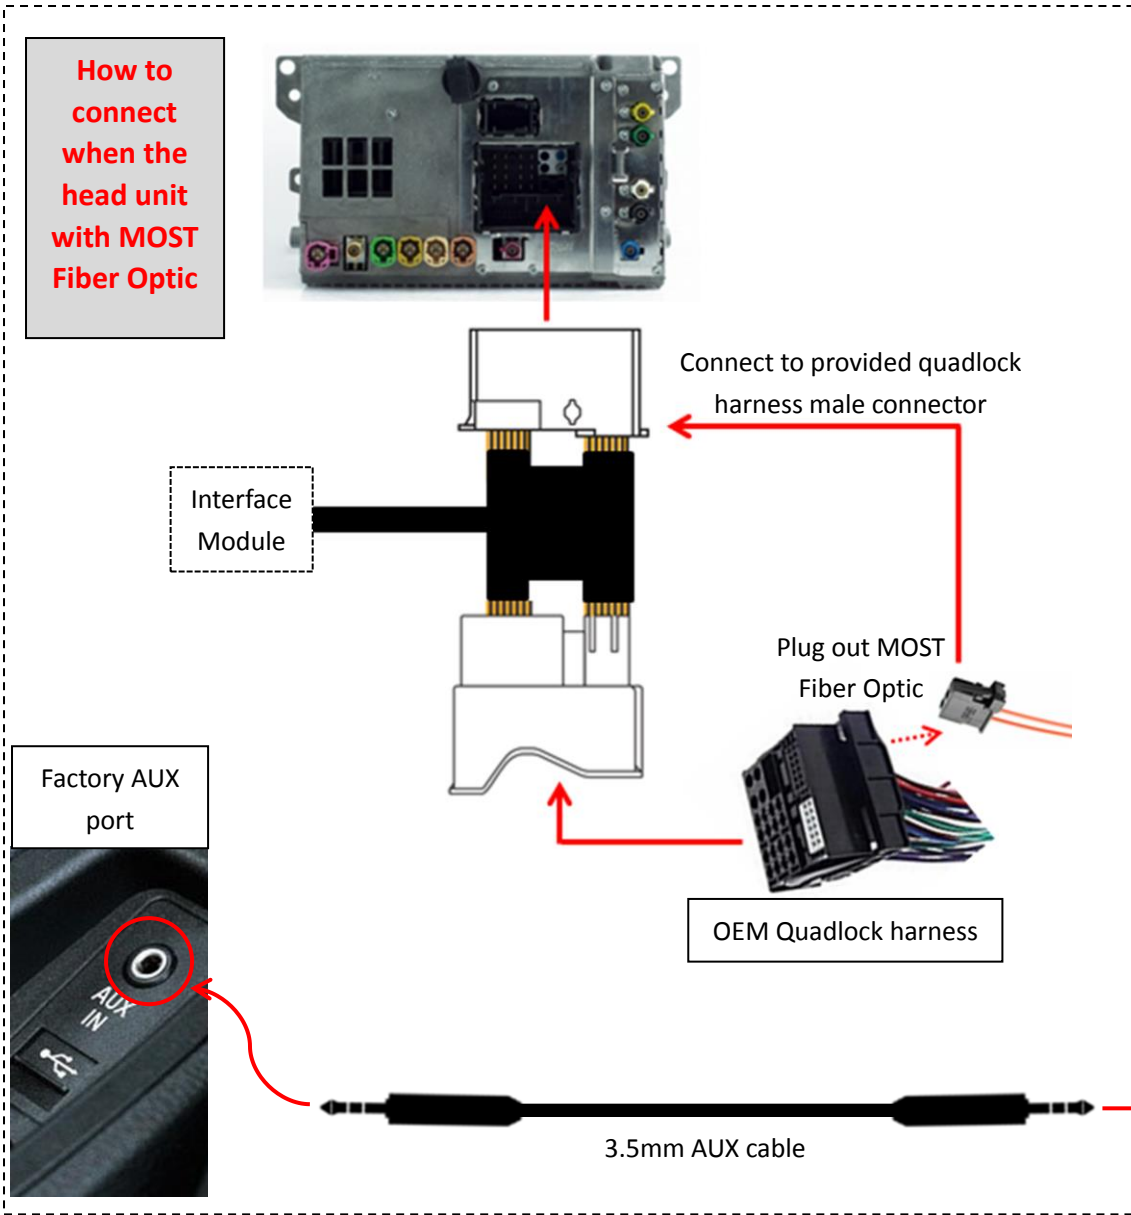 How to
connect
when the
head unit
with MOST
Fiber Optic
Connect to provided quadlock
harness male connector
Interface
Module
Plug out MOST
Fiber Optic
Factory AUX
port
OEM Quadlock harness
AUX
IN
3.5mm AUX cable